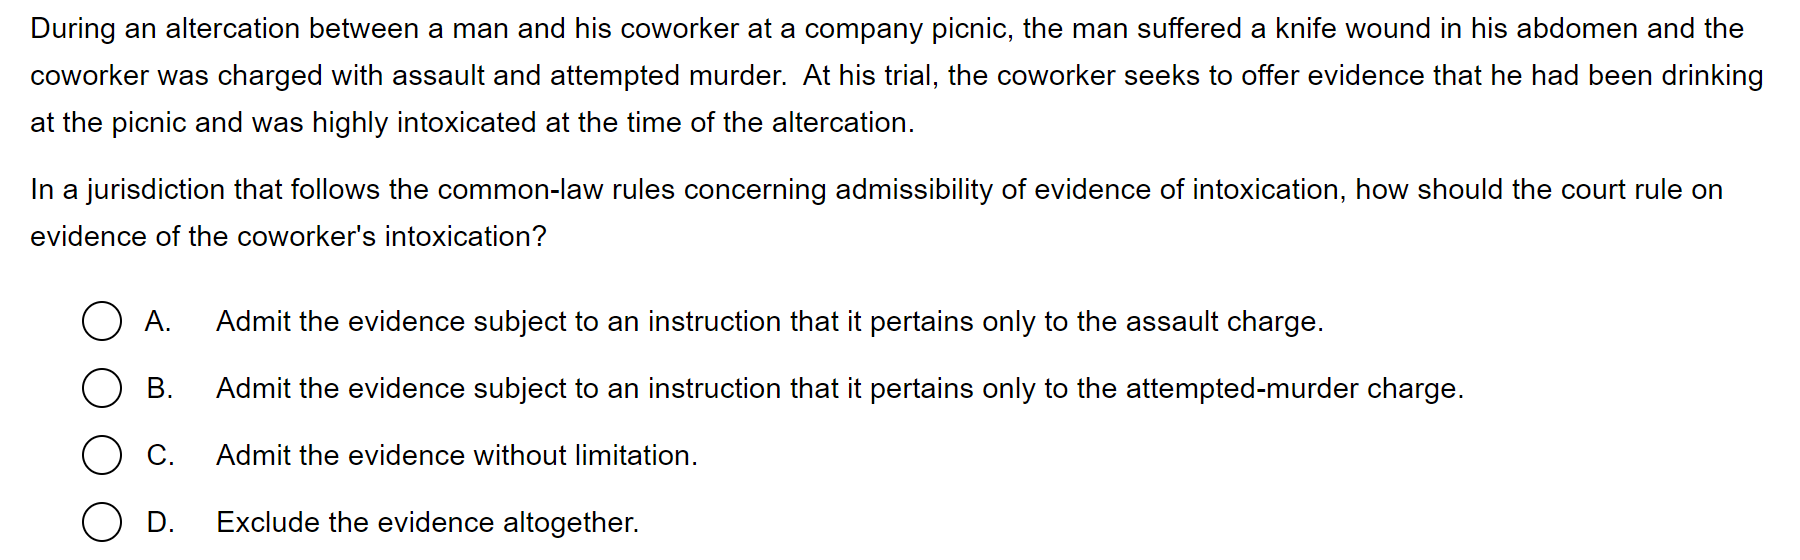 During an altercation between a man and his coworker at a company picnic, the man suffered a knife wound in his abdomen and the
coworker was charged with assault and attempted murder.  At his trial, the coworker seeks to offer evidence that he had been drinking
at the picnic and was highly intoxicated at the time of the altercation.
In a jurisdiction that follows the common-law rules concerning admissibility of evidence of intoxication, how should the court rule on
evidence of the coworker's intoxication?
A. Admit the evidence subject to an instruction that it pertains only to the assault charge.
B. Admit the evidence subject to an instruction that it pertains only to the attempted-murder charge.
C. Admit the evidence without limitation.
D. Exclude the evidence altogether.